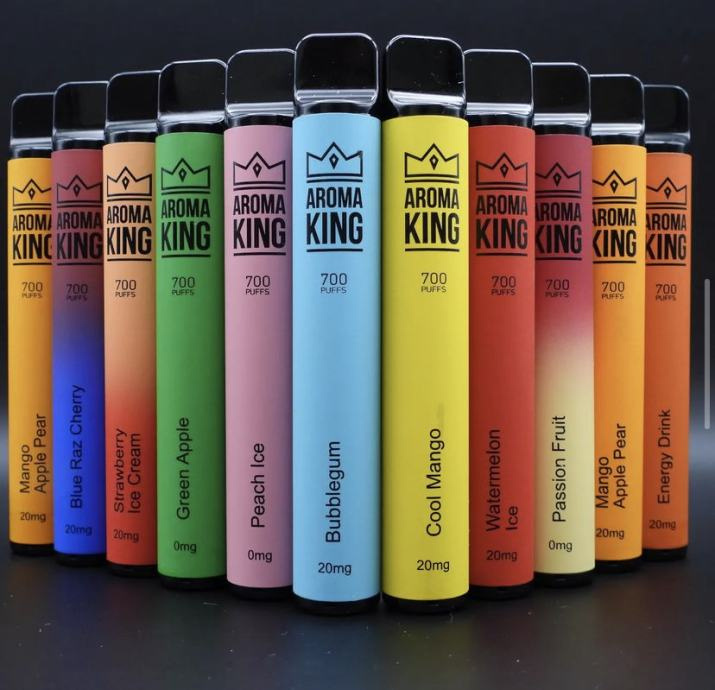 AROMA
KING
700
PUFFS
Mango
Apple Pear
20mg
AROMA
KING
700
PUFFS
Blue Raz Cherry
20mg
AROMA
KING
700
PUFFS
Strawberry
Ice Cream
20mg
AROMA
KING
700
PUFFS
Green Apple
0mg
AROMA
KING
700
PUFFS
Peach Ice
0mg
AROMA
KING
700
PUFFS
Bubblegum
20mg
AROMA
KING
700
PUFFS
Cool Mango
20mg
AROMA
KING
700
PUFFS
Watermelon
Ice
20mg
AROMA
KING
700
PUFFS
Passion Fruit
0mg
AROMA
KING
700
PUFFS
Mango
Apple Pear
20mg
AROMA
KING
700
PUFFS
Energy Drink
20mg